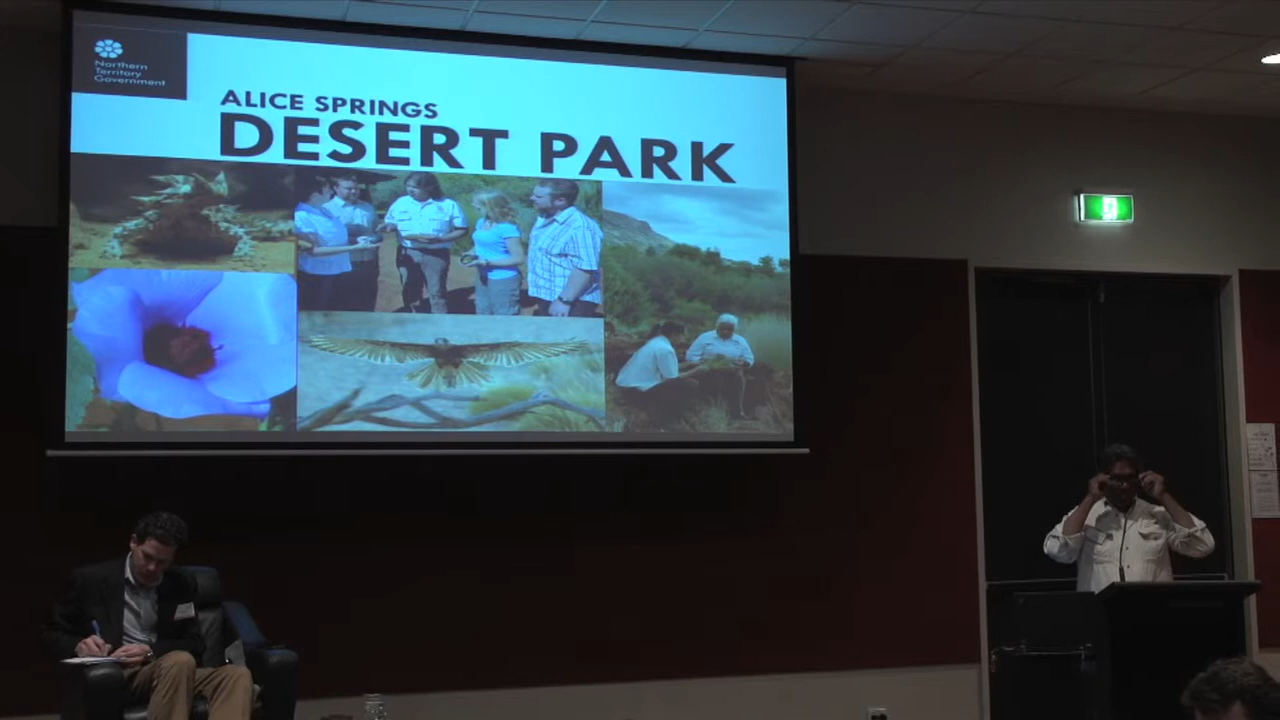 Northern
Territory
Government
ALICE SPRINGS
DESERT PARK